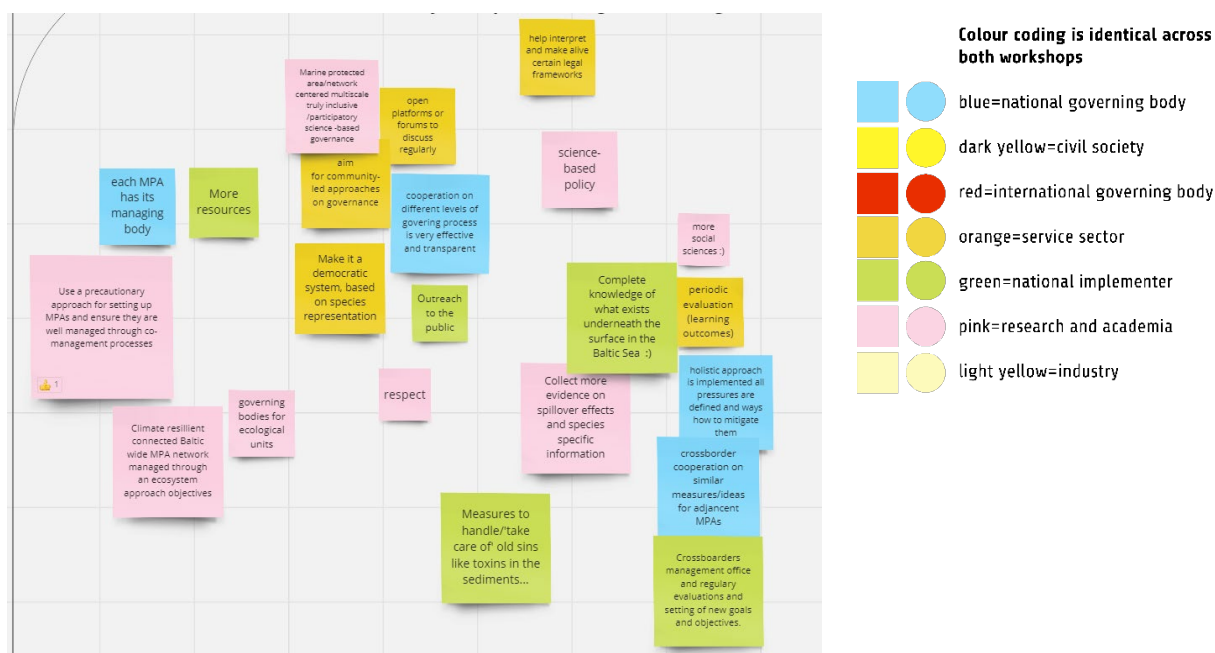 help interpret
and make alive
certain legal
frameworks
Marine protected
area/network
centered multiscale
truly inclusive
/participatory
science -based
governance
open
platforms or
forums to
discuss
regularly
aim
for community-
led approaches
on governance
science-
based
policy
each MPA
has its
managing
body
More
resources
cooperation on
different levels of
govering process
is very effective
and transparent
more
social
sciences :)
Make it a
democratic
system, based
on species
representation
Use a precautionary
approach for setting up
MPAs and ensure they are
well managed through co-
management processes
1
Outreach
to the
public
Complete
knowledge of
what exists
underneath the
surface in the
Baltic Sea :)
periodic
evaluation
(learning
outcomes)
respect
governing
bodies for
ecological
units
Climate resilient
connected Baltic
wide MPA network
managed through
an ecosystem
approach objectives
Collect more
evidence on
spillover effects
and species
specific
information
holistic approach
is implemented all
pressures are
defined and ways
how to mitigate
them
crossborder
cooperation on
similar
measures/ideas
for adjancent
MPAs
Measures to
handle/'take
care of' old sins
like toxins in the
sediments...
Crossboarders
management office
and regulary
evaluations and
setting of new goals
and objectives.
Colour coding is identical across
both workshops
blue=national governing body
dark yellow=civil society
red=international governing body
orange=service sector
green=national implementer
pink=research and academia
light yellow=industry